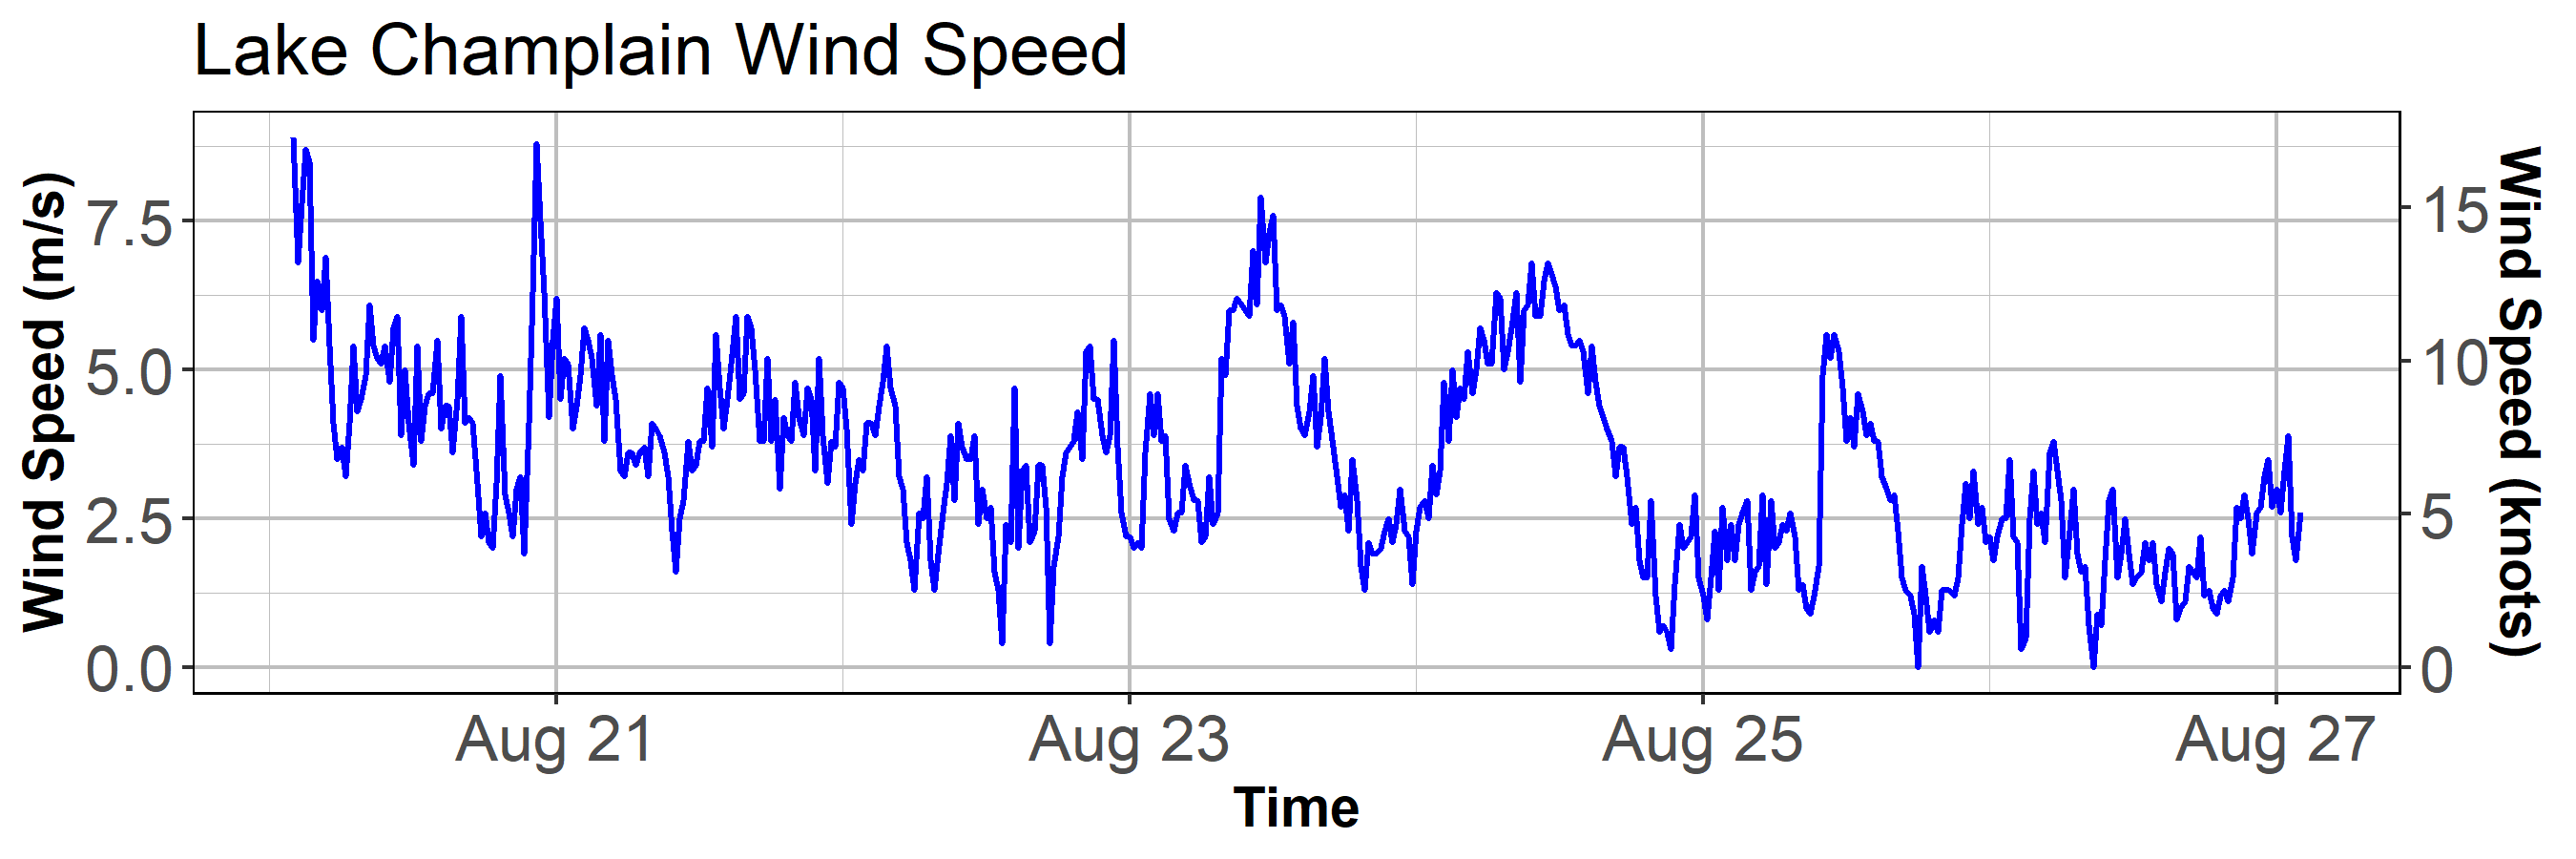 Lake Champlain Wind Speed
Wind Speed (m/s)
7.5
5.0
2.5
0.0
15
10
5
0
Wind Speed (knots)
Aug 21
Aug 23
Aug 25
Aug 27
Time